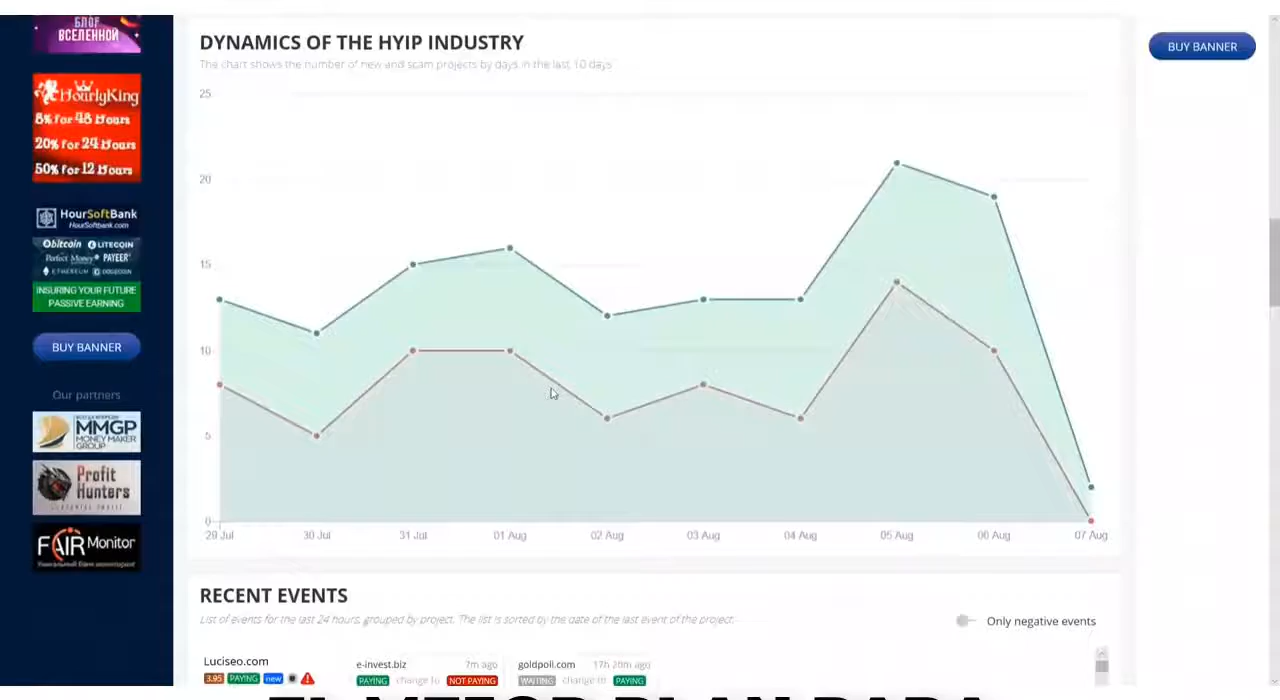 БЛОГ
ВСЕЛЕННОЙ
HourlyKing
8% for 48 Hours
20% for 24 Hours
50% for 12 Hours
HourSoftBank
HourSoftbank.com
bitcoin LITECOIN
Perfect Money PAYEER
ETHEREUM DOGECOIN
INSURING YOUR FUTURE
PASSIVE EARNING
BUY BANNER
Our partners
MMGP
MONEY MAKER
GROUP
Profit
Hunters
FAIR Monitor
DYNAMICS OF THE HYIP INDUSTRY
The chart shows the number of new and scam projects by days in the last 10 days
25
20
15
10
5
0
29 Jul 30 Jul 31 Jul 01 Aug 02 Aug 03 Aug 04 Aug 05 Aug 06 Aug 07 Aug
RECENT EVENTS
List of events for the last 24 hours, grouped by project. The list is sorted by the date of the last event of the project.
Only negative events
Luciseo.com
3.95 PAYING new
e-invest.biz 7m ago
PAYING change to NOT PAYING
goldpoll.com 17h 20m ago
WAITING change to PAYING
BUY BANNER